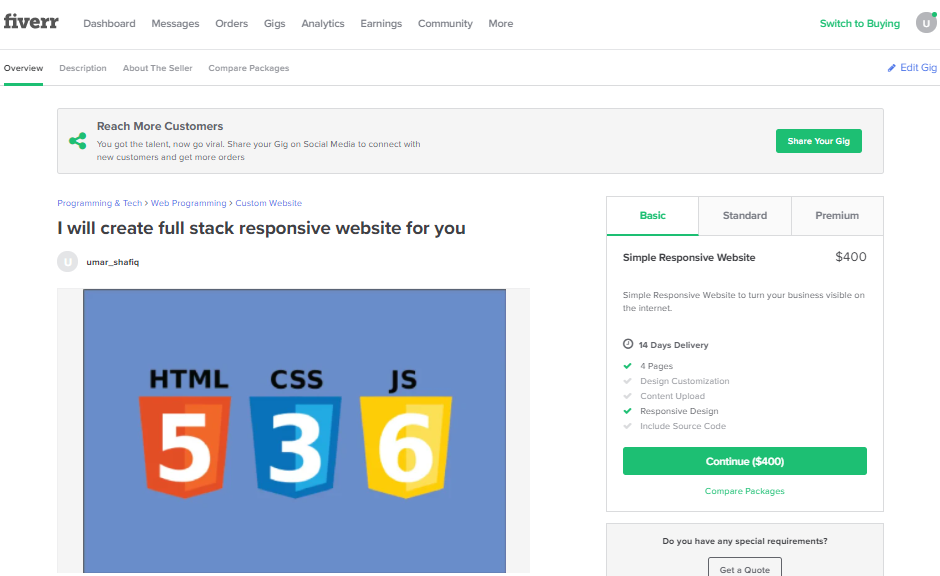 fiverr Dashboard Messages Orders Gigs Analytics Earnings Community More Switch to Buying U
Overview Description About The Seller Compare Packages Edit Gig
Reach More Customers
You got the talent, now go viral. Share your Gig on Social Media to connect with
new customers and get more orders
Share Your Gig
Programming & Tech > Web Programming > Custom Website
I will create full stack responsive website for you
U umar_shafiq
HTML CSS JS
5 3 6
Basic Standard Premium
Simple Responsive Website $400
Simple Responsive Website to turn your business visible on
the internet.
14 Days Delivery
4 Pages
Design Customization
Content Upload
Responsive Design
Include Source Code
Continue ($400)
Compare Packages
Do you have any special requirements?
Get a Quote